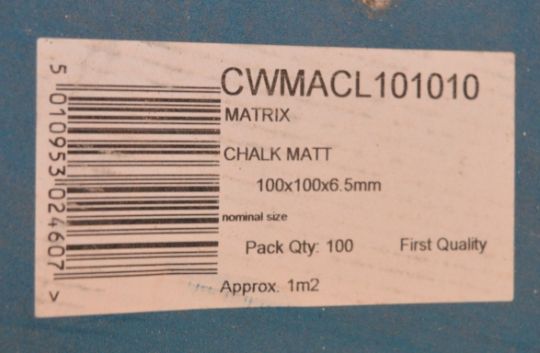 CWMACL101010
MATRIX
CHALK MATT
100x100x6.5mm
nominal size
Pack Qty: 100 First Quality
Approx. 1m2
5 010953 024607 >